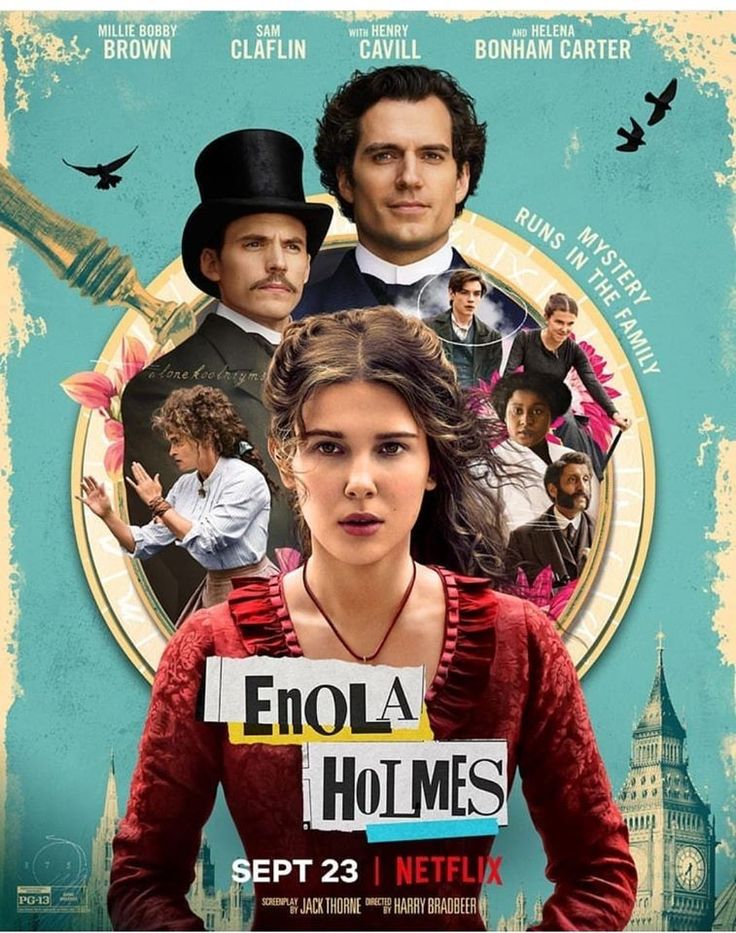 MILLIE BOBBY
BROWN
SAM
CLAFLIN
WITH HENRY
CAVILL
AND HELENA
BONHAM CARTER
MYSTERY
RUNS IN THE FAMILY
ENOLA
HOLMES
SEPT 23 | NETFLIX
SCREENPLAY BY JACK THORNE DIRECTED BY HARRY BRADBEER
PG-13